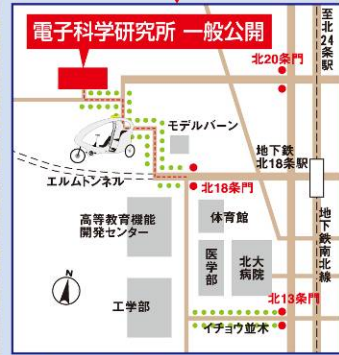 電子科学研究所 一般公開
至北24条駅
北20条門
モデルバーン
地下鉄
北18条駅
エルムトンネル
北18条門
高等教育機能
開発センター
体育館
地下鉄南北線
医学部
北大
病院
N
工学部
北13条門
イチョウ並木